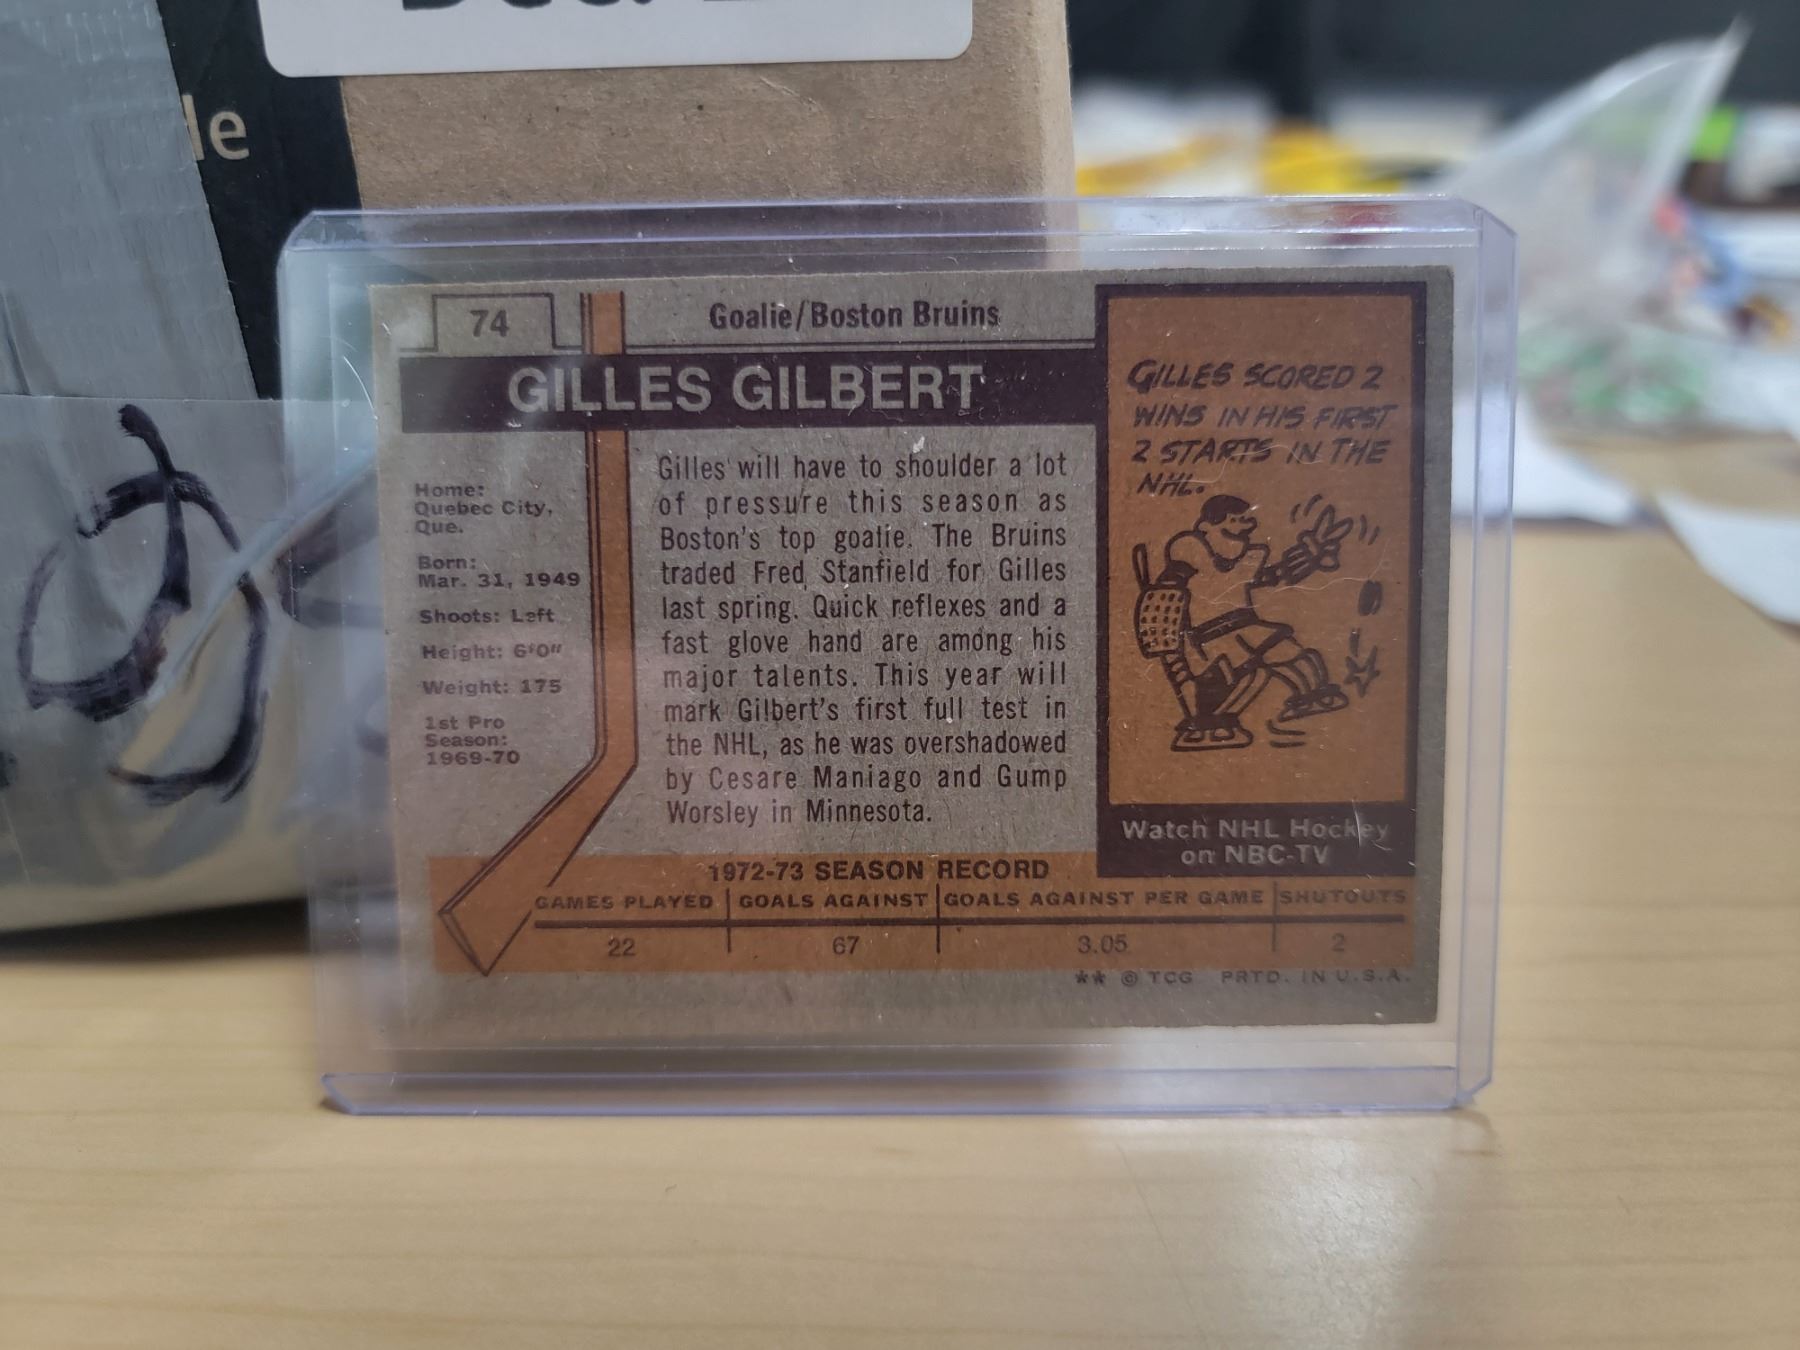 le
74
Goalie/Boston Bruins
GILLES GILBERT
Home:
Quebec City,
Que.
Born:
Mar. 31, 1949
Shoots: Left
Height: 6'0"
Weight: 175
1st Pro
Season:
1969-70
Gilles will have to shoulder a lot
of pressure this season as
Boston's top goalie. The Bruins
traded Fred Stanfield for Gilles
last spring. Quick reflexes and a
fast glove hand are among his
major talents. This year will
mark Gilbert's first full test in
the NHL, as he was overshadowed
by Cesare Maniago and Gump
Worsley in Minnesota.
GILLES SCORED 2
WINS IN HIS FIRST
2 STARTS IN THE
NHL.
Watch NHL Hockey
on NBC-TV
1972-73 SEASON RECORD
GAMES PLAYED GOALS AGAINST GOALS AGAINST PER GAME SHUTOUTS
22 67 3.05 2
** © TCG PRTD. IN U.S.A.